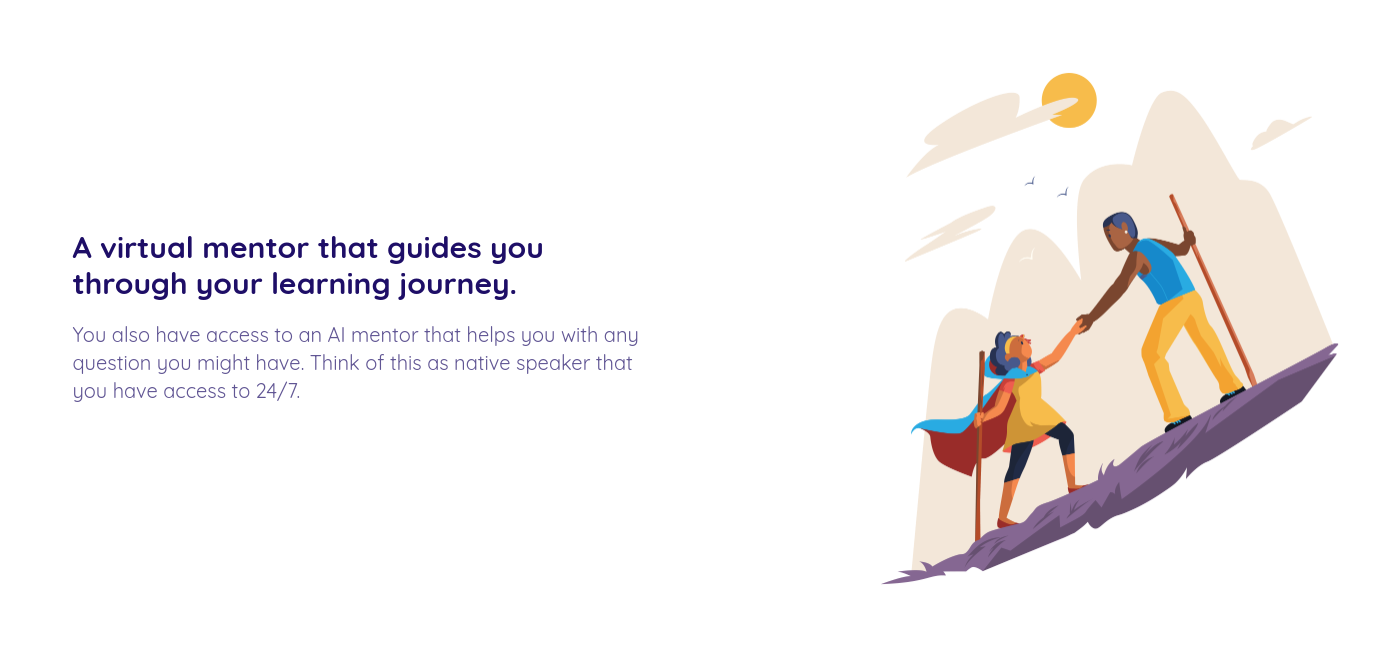 A virtual mentor that guides you
through your learning journey.
You also have access to an AI mentor that helps you with any
question you might have. Think of this as native speaker that
you have access to 24/7.